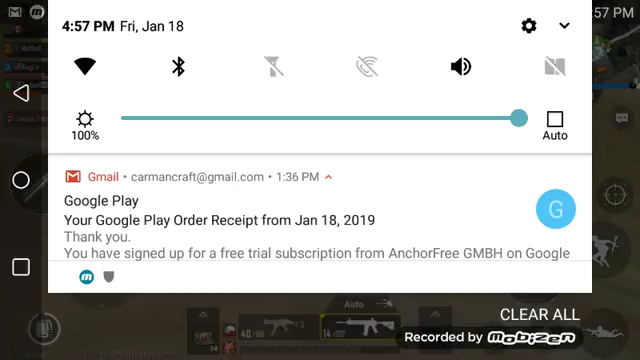 4:57 PM Fri, Jan 18
:57 PM
100%
Auto
Gmail • carmancraft@gmail.com • 1:36 PM
Google Play
Your Google Play Order Receipt from Jan 18, 2019
Thank you.
You have signed up for a free trial subscription from AnchorFree GMBH on Google
G
m
Auto
40
14
14
CLEAR ALL
Recorded by Mobizen